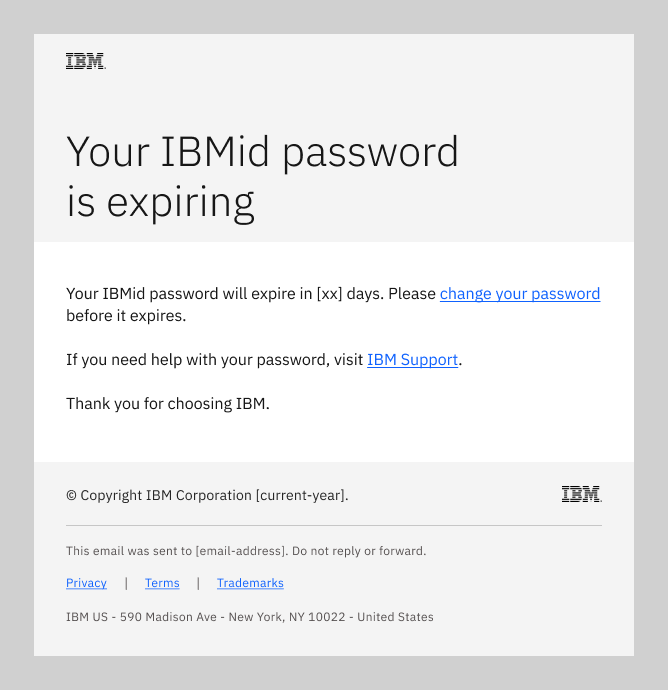 IBM
Your IBMid password
is expiring
Your IBMid password will expire in [xx] days. Please change your password
before it expires.
If you need help with your password, visit IBM Support.
Thank you for choosing IBM.
© Copyright IBM Corporation [current-year].
IBM
This email was sent to [email-address]. Do not reply or forward.
Privacy | Terms | Trademarks
IBM US - 590 Madison Ave - New York, NY 10022 - United States